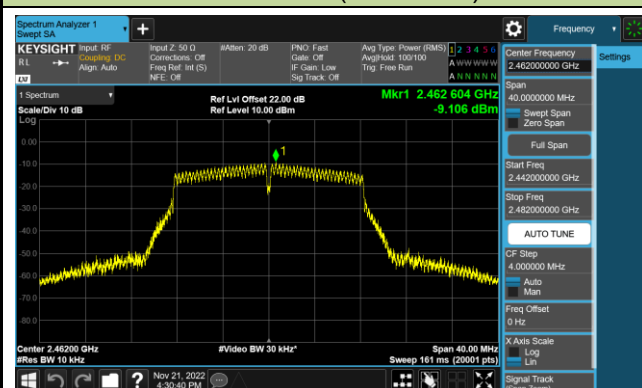 Spectrum Analyzer 1
Swept SA
+
Frequency
KEYSIGHT
RL
LXI
Input: RF
Coupling: DC
Align: Auto
Input Z: 50 Ω
Corrections: Off
Freq Ref: Int (S)
NFE: Off
#Atten: 20 dB
PNO: Fast
Gate: Off
IF Gain: Low
Sig Track: Off
Avg Type: Power (RMS)
Avg|Hold: 100/100
Trig: Free Run
1 2 3 4 5 6
A W W W W W
A N N N N N
1 Spectrum
Scale/Div 10 dB
Log
Ref Lvl Offset 22.00 dB
Ref Level 10.00 dBm
Mkr1 2.462 604 GHz
-9.106 dBm
1
0.00
-10.0
-20.0
-30.0
-40.0
-50.0
-60.0
-70.0
-80.0
Center 2.46200 GHz
#Res BW 10 kHz
#Video BW 30 kHz*
Span 40.00 MHz
Sweep 161 ms (20001 pts)
Center Frequency
2.462000000 GHz
Settings
Span
40.0000000 MHz
Swept Span
Zero Span
Full Span
Start Freq
2.442000000 GHz
Stop Freq
2.482000000 GHz
AUTO TUNE
CF Step
4.000000 MHz
Auto
Man
Freq Offset
0 Hz
X Axis Scale
Log
Lin
Signal Track
?
Nov 21, 2022
4:30:40 PM